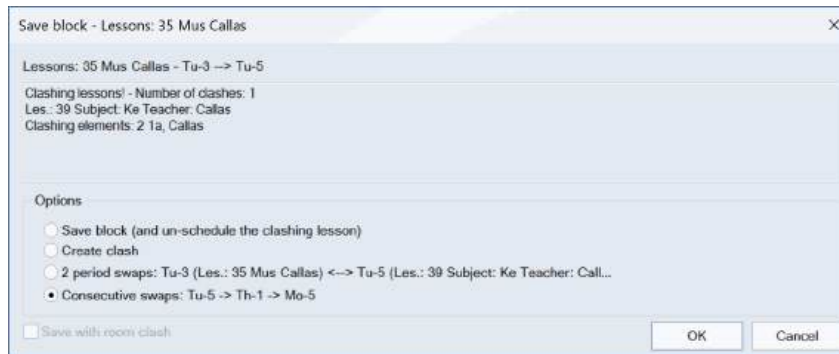 Save block - Lessons: 35 Mus Callas
Lessons: 35 Mus Callas - Tu-3 --> Tu-5
Clashing lessons! - Number of clashes: 1
Les.: 39 Subject: Ke Teacher: Callas
Clashing elements: 2 1a, Callas
Options
Save block (and un-schedule the clashing lesson)
Create clash
2 period swaps: Tu-3 (Les.: 35 Mus Callas) <--> Tu-5 (Les.: 39 Subject: Ke Teacher: Call...
Consecutive swaps: Tu-5 -> Th-1 -> Mo-5
Save with room clash
OK
Cancel